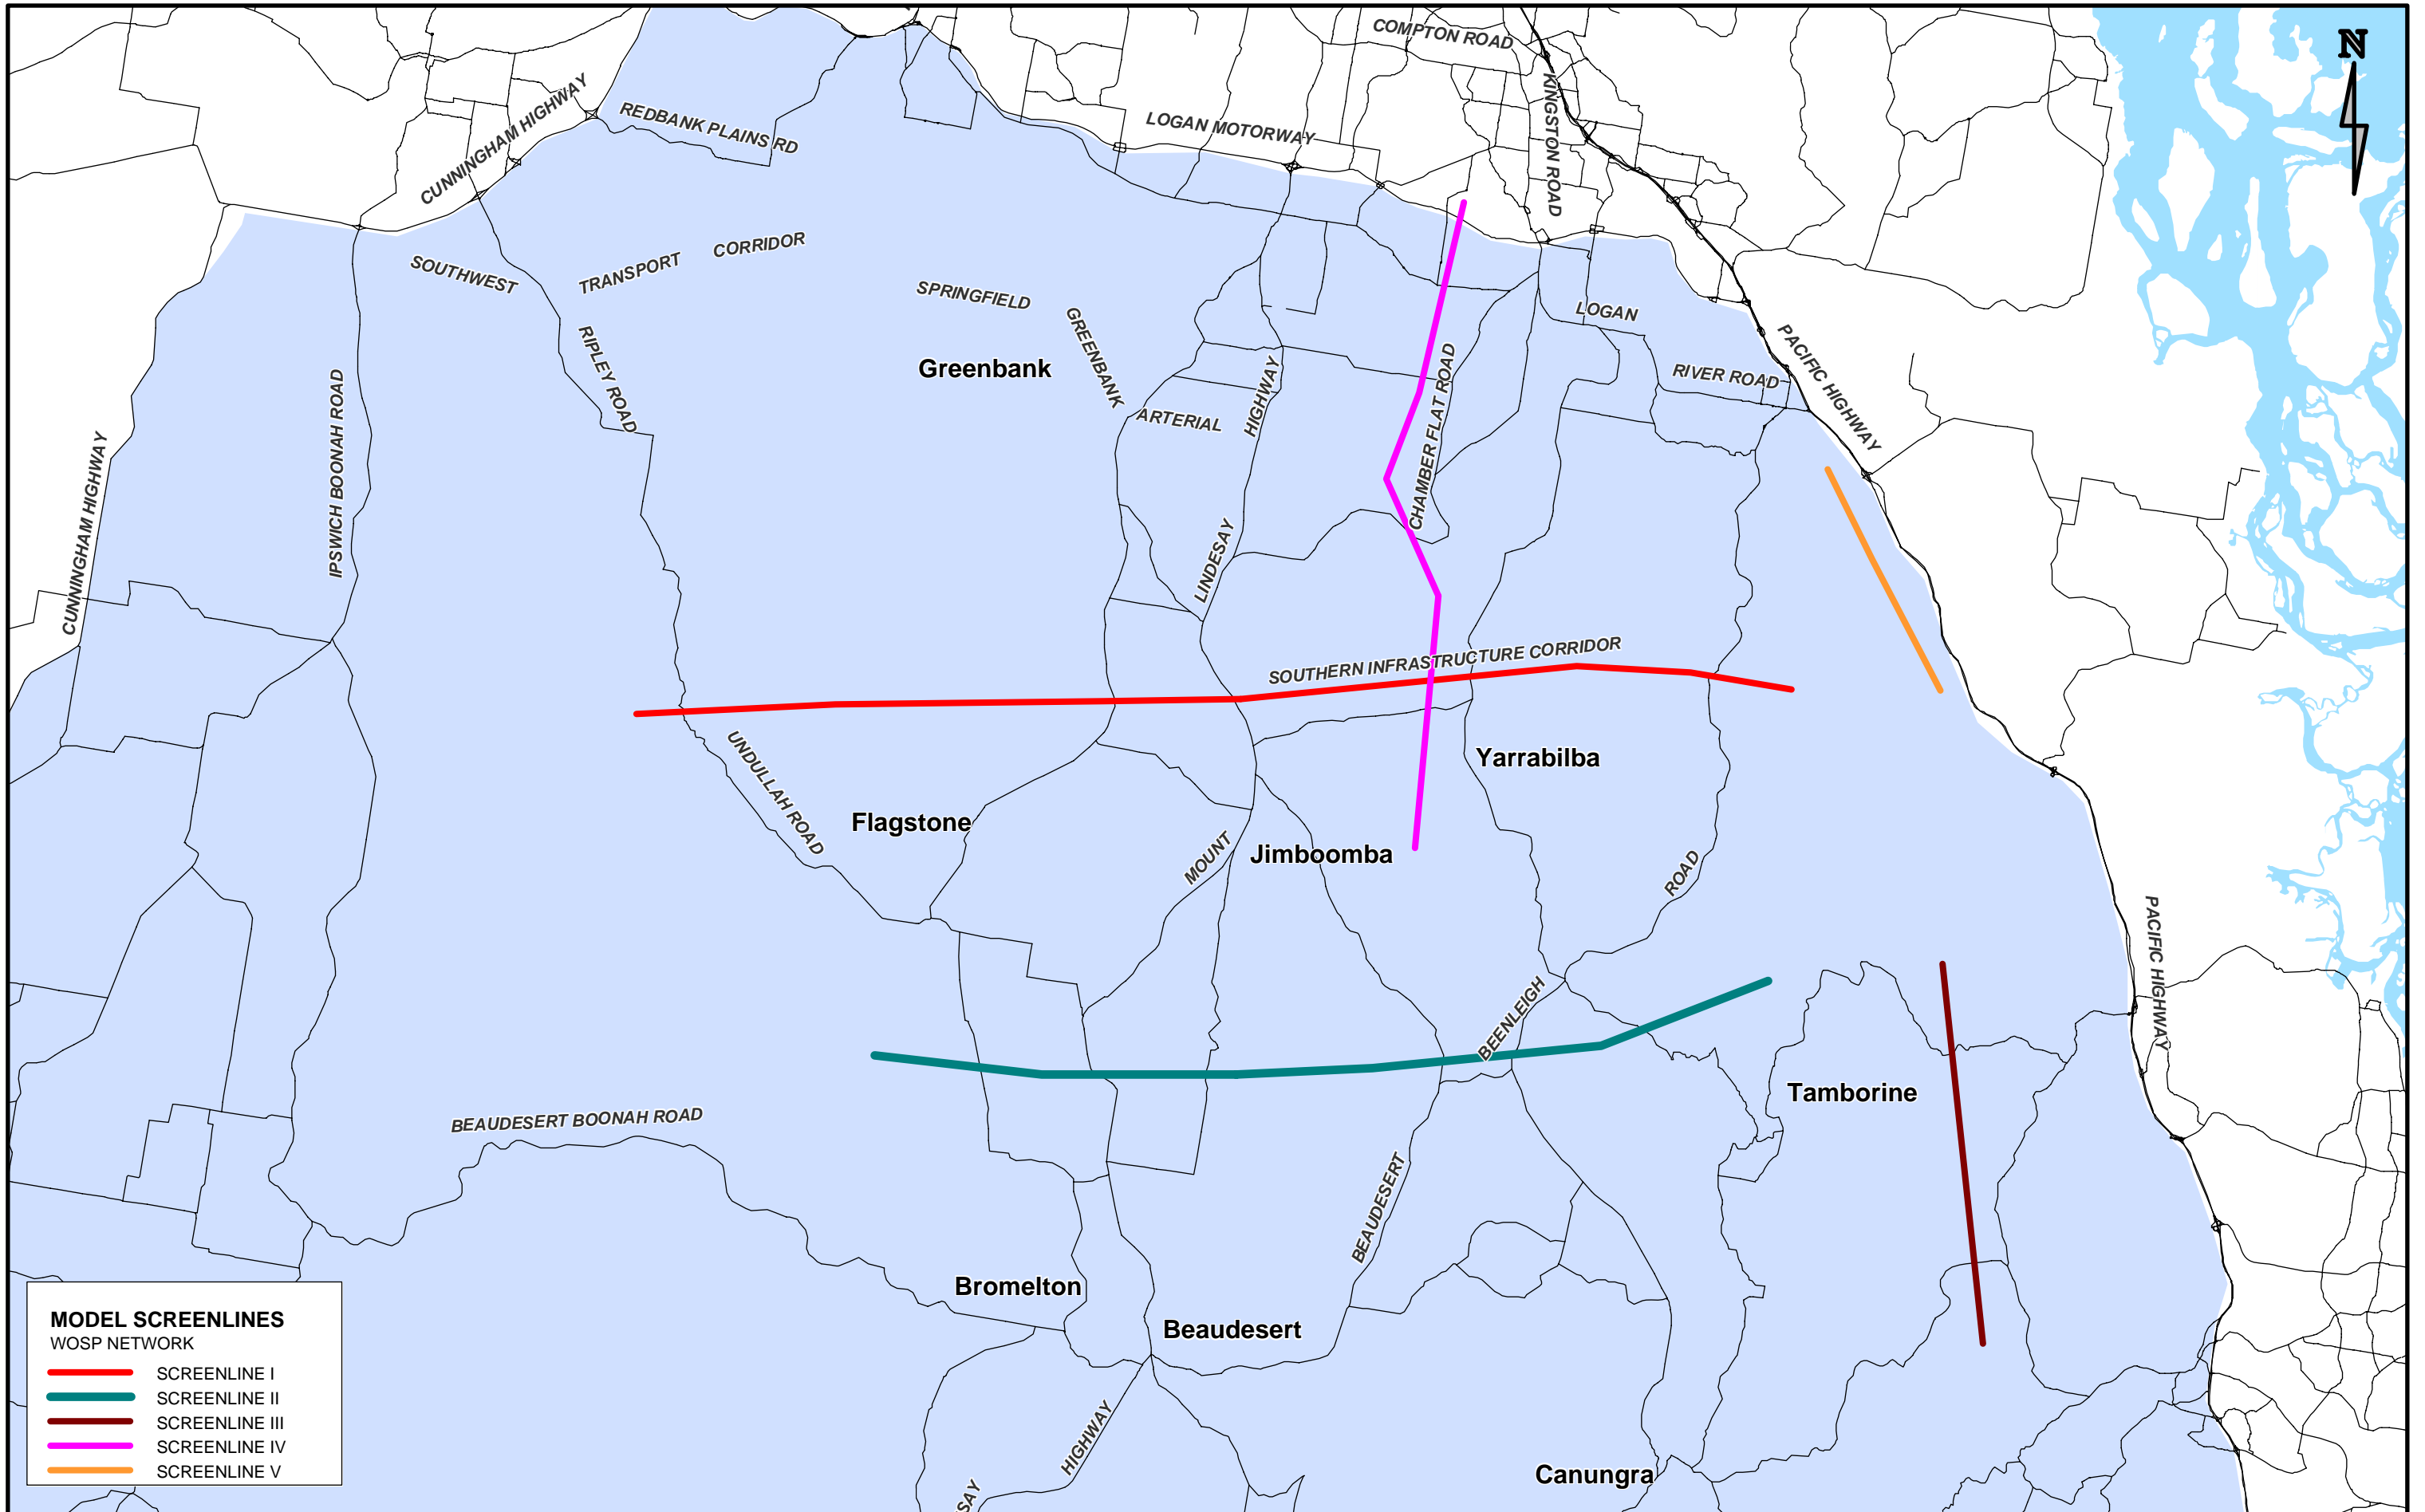 COMPTON ROAD
N
KINGSTON ROAD
CUNNINGHAM HIGHWAY
REDBANK PLAINS RD
LOGAN MOTORWAY
SOUTHWEST
TRANSPORT
CORRIDOR
SPRINGFIELD
GREENBANK
ARTERIAL
LOGAN
RIVER ROAD
PACIFIC HIGHWAY
RIPLEY ROAD
Greenbank
HIGHWAY
CHAMBER FLAT ROAD
IPSWICH BOONAH ROAD
CUNNINGHAM HIGHWAY
LINDESAY
SOUTHERN INFRASTRUCTURE CORRIDOR
UNDULLAH ROAD
Yarrabilba
Flagstone
MOUNT
Jimboomba
ROAD
PACIFIC HIGHWAY
BEENLEIGH
Tamborine
BEAUDESERT BOONAH ROAD
BEAUDESERT
Bromelton
Beaudesert
HIGHWAY
SAY
Canungra
MODEL SCREENLINES
WOSP NETWORK
SCREENLINE I
SCREENLINE II
SCREENLINE III
SCREENLINE IV
SCREENLINE V